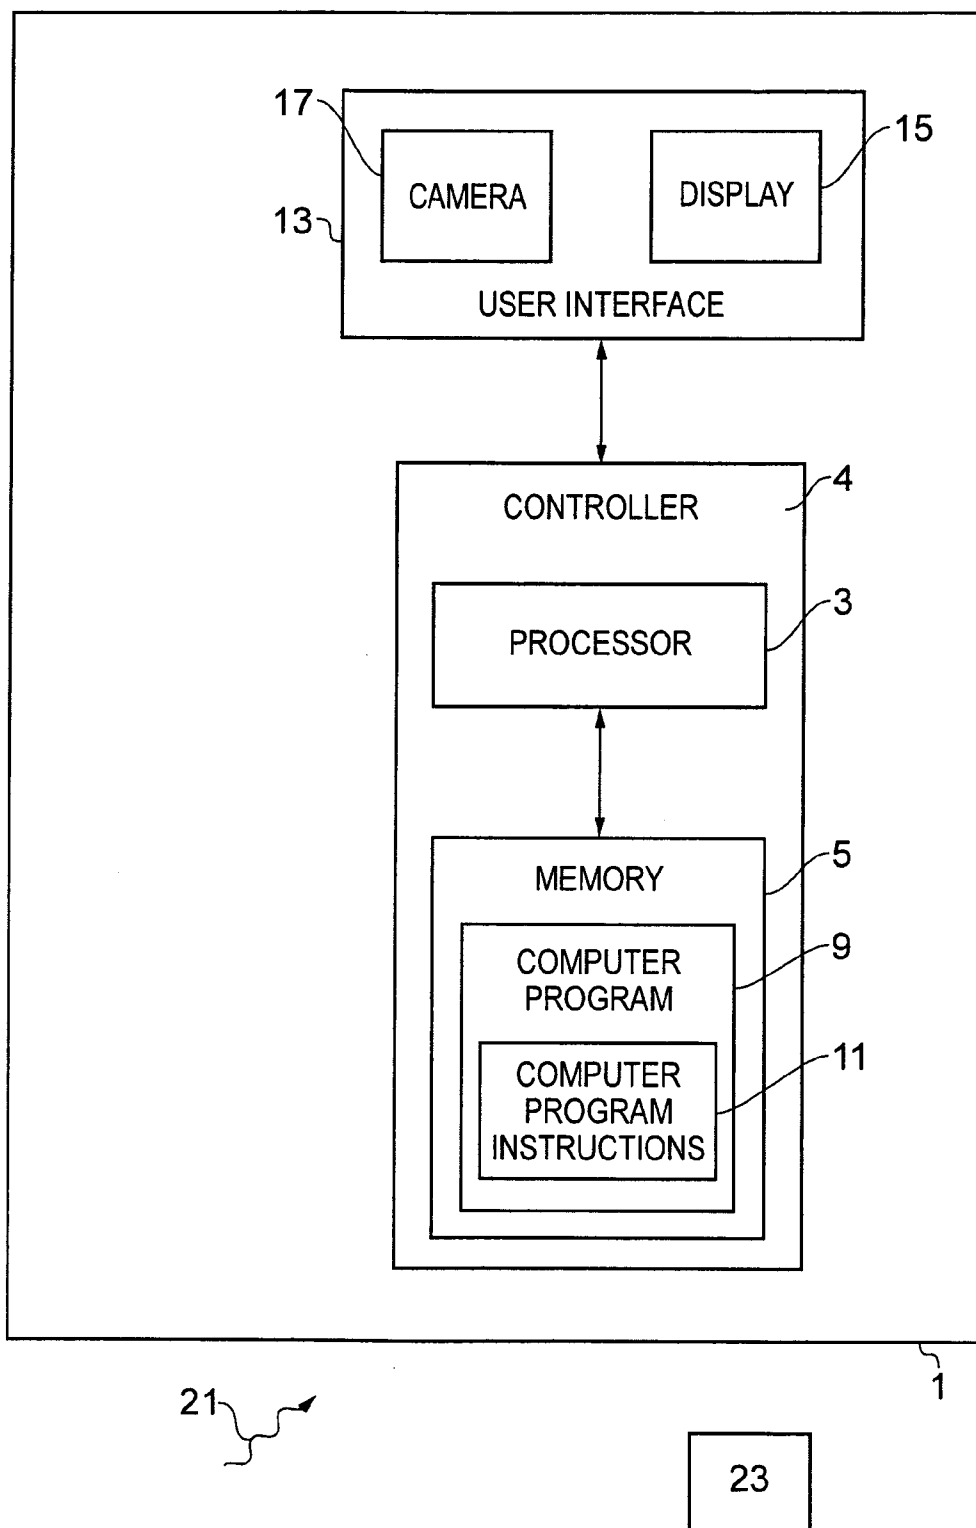 17
CAMERA
DISPLAY
15
13
USER INTERFACE
CONTROLLER
4
PROCESSOR
3
MEMORY
5
COMPUTER
PROGRAM
9
COMPUTER
PROGRAM
INSTRUCTIONS
11
1
21
23